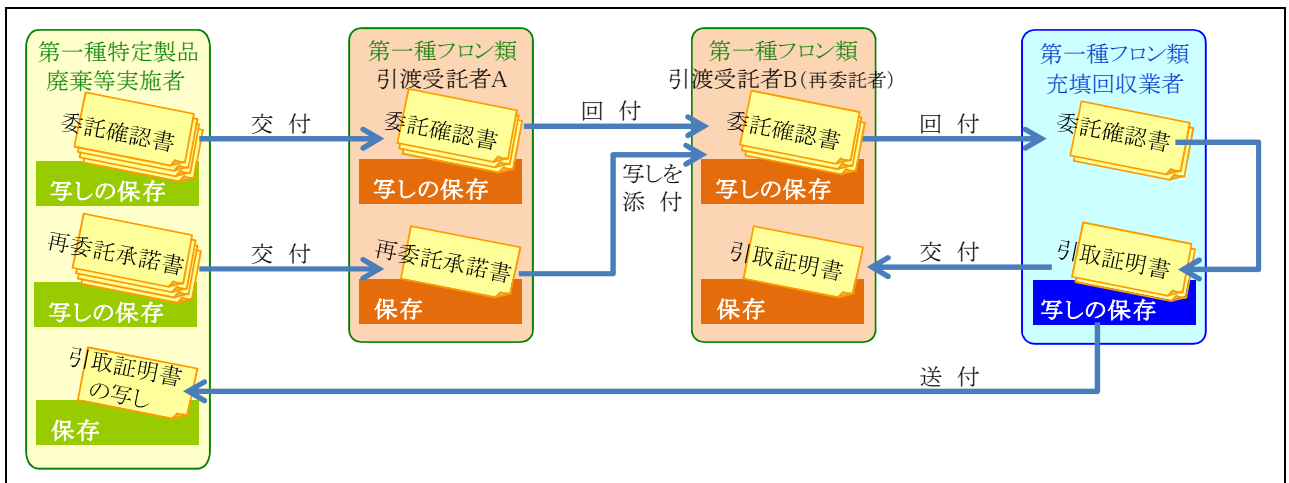 第一種特定製品
廃棄等実施者
委託確認書
写しの保存
再委託承諾書
写しの保存
引取証明書
の写し
保存
交 付
交 付
第一種フロン類
引渡受託者A
委託確認書
写しの保存
再委託承諾書
保存
回 付
写しを
添 付
第一種フロン類
引渡受託者B(再委託者)
委託確認書
写しの保存
引取証明書
保存
回 付
交 付
送 付
第一種フロン類
充填回収業者
委託確認書
引取証明書
写しの保存